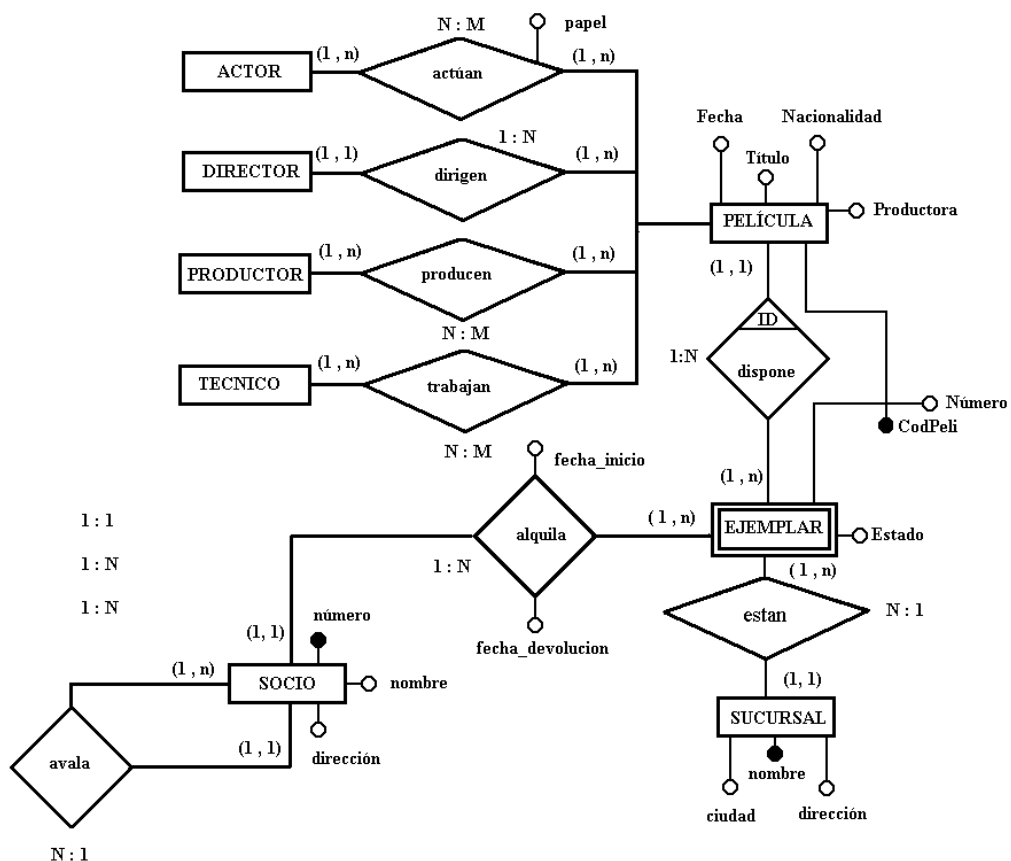 N : M
papel
(1 , n)
(1 , n)
ACTOR
actúan
Fecha
Nacionalidad
1 : N
(1 , 1)
(1 , n)
Título
DIRECTOR
dirigen
Productora
PELÍCULA
(1 , n)
(1 , n)
PRODUCTOR
producen
(1 , 1)
N : M
ID
1:N
dispone
(1 , n)
(1 , n)
TECNICO
trabajan
Número
CodPeli
N : M
fecha_inicio
(1 , n)
1 : 1
(1 , n)
EJEMPLAR
alquila
Estado
1 : N
1 : N
(1 , n)
1 : N
número
estan
N : 1
(1, 1)
fecha_devolucion
(1 , n)
SOCIO
nombre
(1, 1)
SUCURSAL
(1 , 1)
dirección
avala
nombre
ciudad
dirección
N : 1